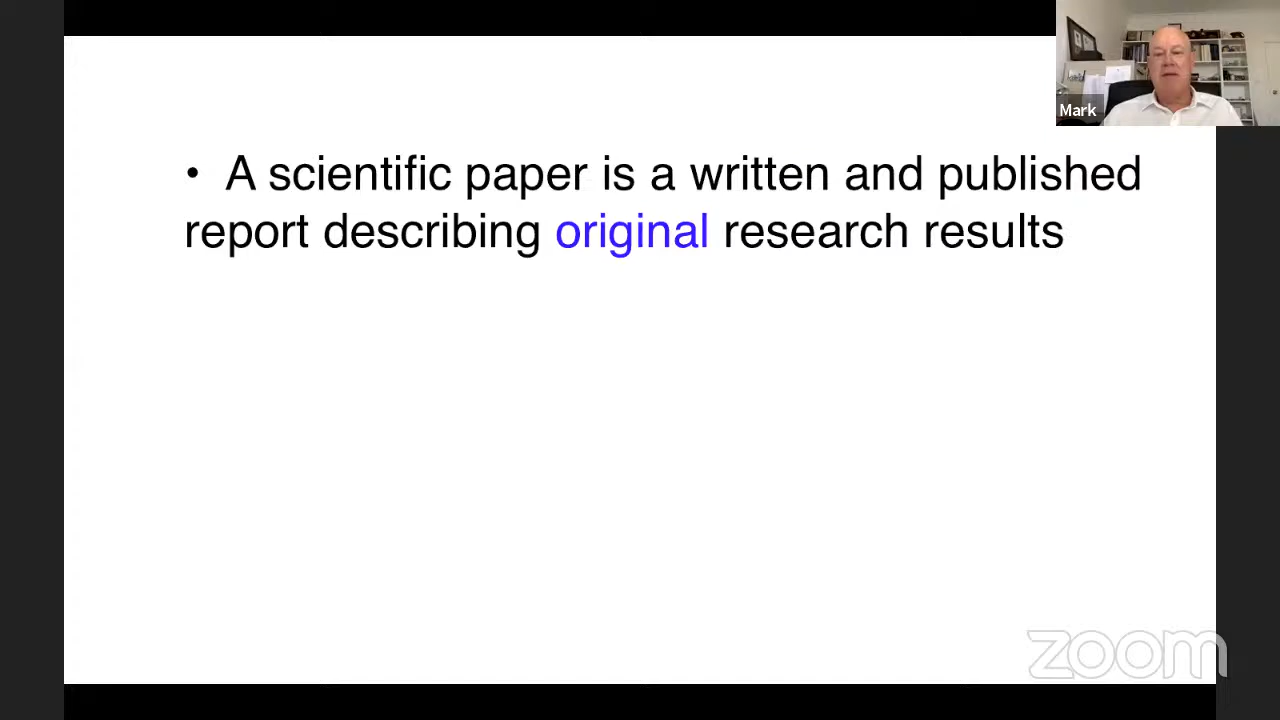 Mark
• A scientific paper is a written and published
report describing original research results
zoom